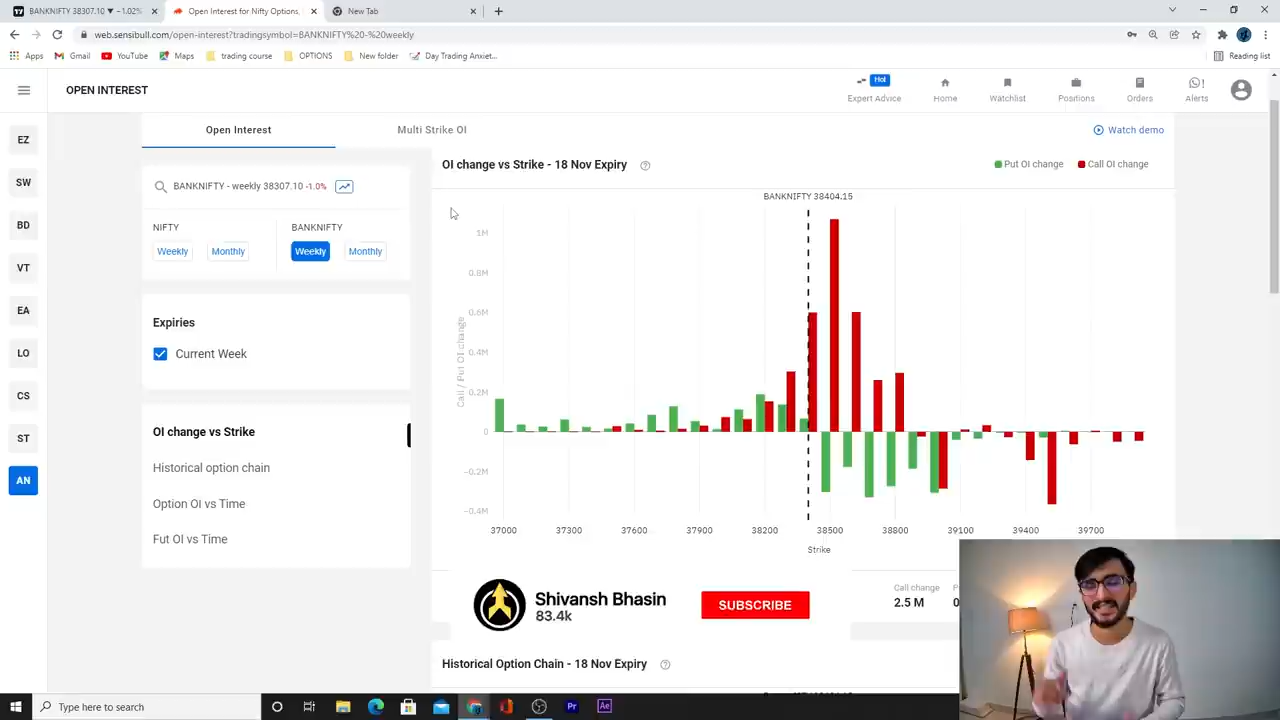 BANKNIFTY 38307.10 ▼ −1.02%
Open Interest for Nifty Options,
New Tab
web.sensibull.com/open-interest?tradingsymbol=BANKNIFTY%20-%20weekly
Apps
Gmail
YouTube
Maps
trading course
OPTIONS
New folder
Day Trading Anxiet...
Reading list
OPEN INTEREST
Hot
Expert Advice
Home
Watchlist
Positions
Orders
Alerts
EZ
SW
BD
VT
EA
LO
CS
ST
AN
Open Interest
Multi Strike OI
Watch demo
BANKNIFTY - weekly 38307.10 -1.0%
NIFTY
Weekly
Monthly
BANKNIFTY
Weekly
Monthly
Expiries
Current Week
OI change vs Strike
Historical option chain
Option OI vs Time
Fut OI vs Time
OI change vs Strike - 18 Nov Expiry
Put OI change
Call OI change
BANKNIFTY 38404.15
Call / Put OI change
1M
0.8M
0.6M
0.4M
0.2M
0
−0.2M
−0.4M
37000
37300
37600
37900
38200
38500
38800
39100
39400
39700
Strike
Call change
2.5 M
Shivansh Bhasin
83.4k
SUBSCRIBE
Historical Option Chain - 18 Nov Expiry
Type here to search
Pr
Ae